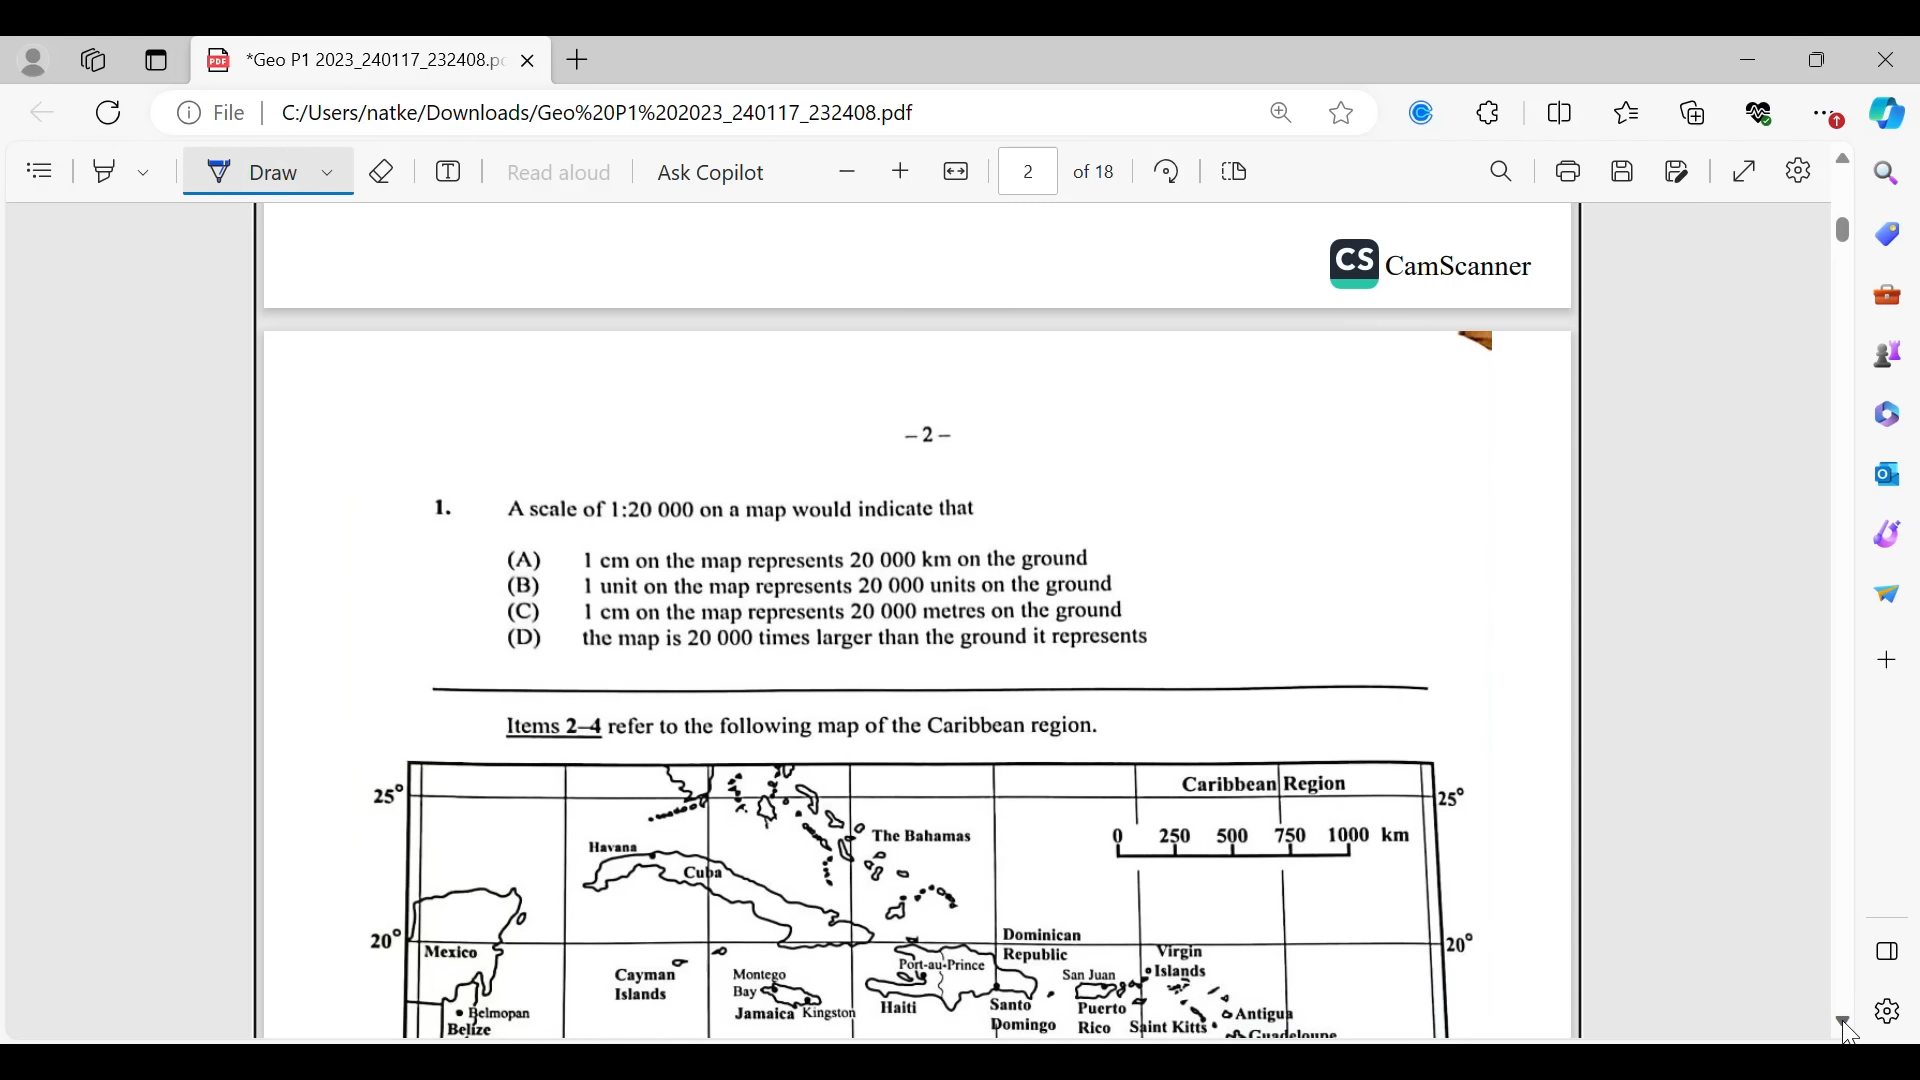 *Geo P1 2023_240117_232408.pc
File
C:/Users/natke/Downloads/Geo%20P1%202023_240117_232408.pdf
Draw
Read aloud
Ask Copilot
2
of 18
CS CamScanner
– 2 –
1. A scale of 1:20 000 on a map would indicate that
(A) 1 cm on the map represents 20 000 km on the ground
(B) 1 unit on the map represents 20 000 units on the ground
(C) 1 cm on the map represents 20 000 metres on the ground
(D) the map is 20 000 times larger than the ground it represents
Items 2–4 refer to the following map of the Caribbean region.
Caribbean Region
25°
25°
0 250 500 750 1000 km
The Bahamas
Havana
Cuba
20°
20°
Mexico
Dominican
Republic
Virgin
Islands
Port-au-Prince
San Juan
Cayman
Islands
Montego
Bay
Jamaica
Kingston
Haiti
Santo
Domingo
Puerto
Rico
Saint Kitts
Antigua
Guadeloupe
Belmopan
Belize